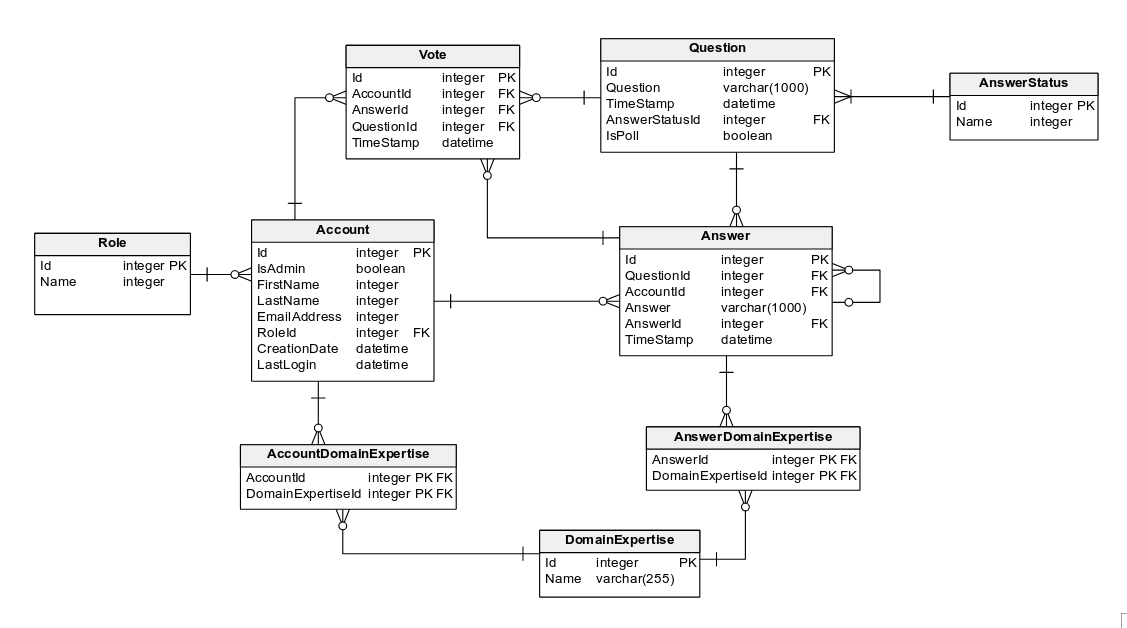 Vote
Id integer PK
AccountId integer FK
AnswerId integer FK
QuestionId integer FK
TimeStamp datetime
Question
Id integer PK
Question varchar(1000)
TimeStamp datetime
AnswerStatusId integer FK
IsPoll boolean
AnswerStatus
Id integer PK
Name integer
Role
Id integer PK
Name integer
Account
Id integer PK
IsAdmin boolean
FirstName integer
LastName integer
EmailAddress integer
RoleId integer FK
CreationDate datetime
LastLogin datetime
Answer
Id integer PK
QuestionId integer FK
AccountId integer FK
Answer varchar(1000)
AnswerId integer FK
TimeStamp datetime
AccountDomainExpertise
AccountId integer PK FK
DomainExpertiseId integer PK FK
AnswerDomainExpertise
AnswerId integer PK FK
DomainExpertiseId integer PK FK
DomainExpertise
Id integer PK
Name varchar(255)